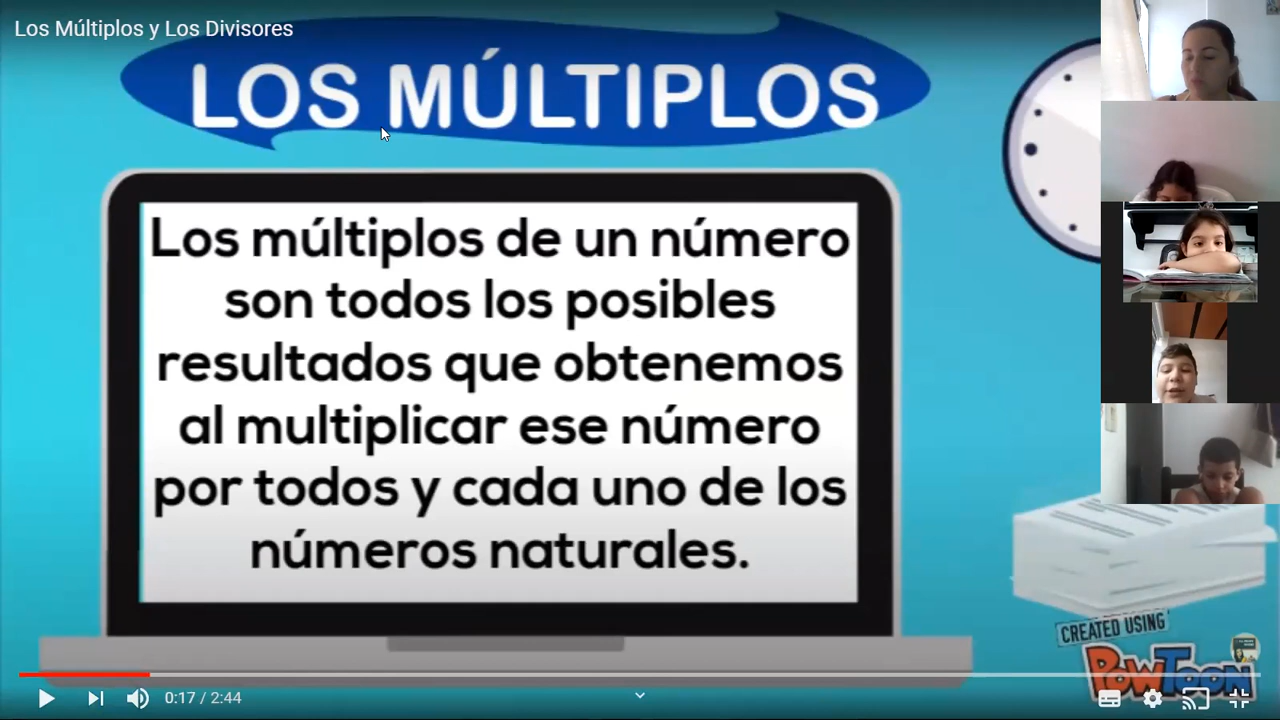 Los Múltiplos y Los Divisores
LOS MÚLTIPLOS
Los múltiplos de un número
son todos los posibles
resultados que obtenemos
al multiplicar ese número
por todos y cada uno de los
números naturales.
CREATED USING
POWTOON
0:17 / 2:44